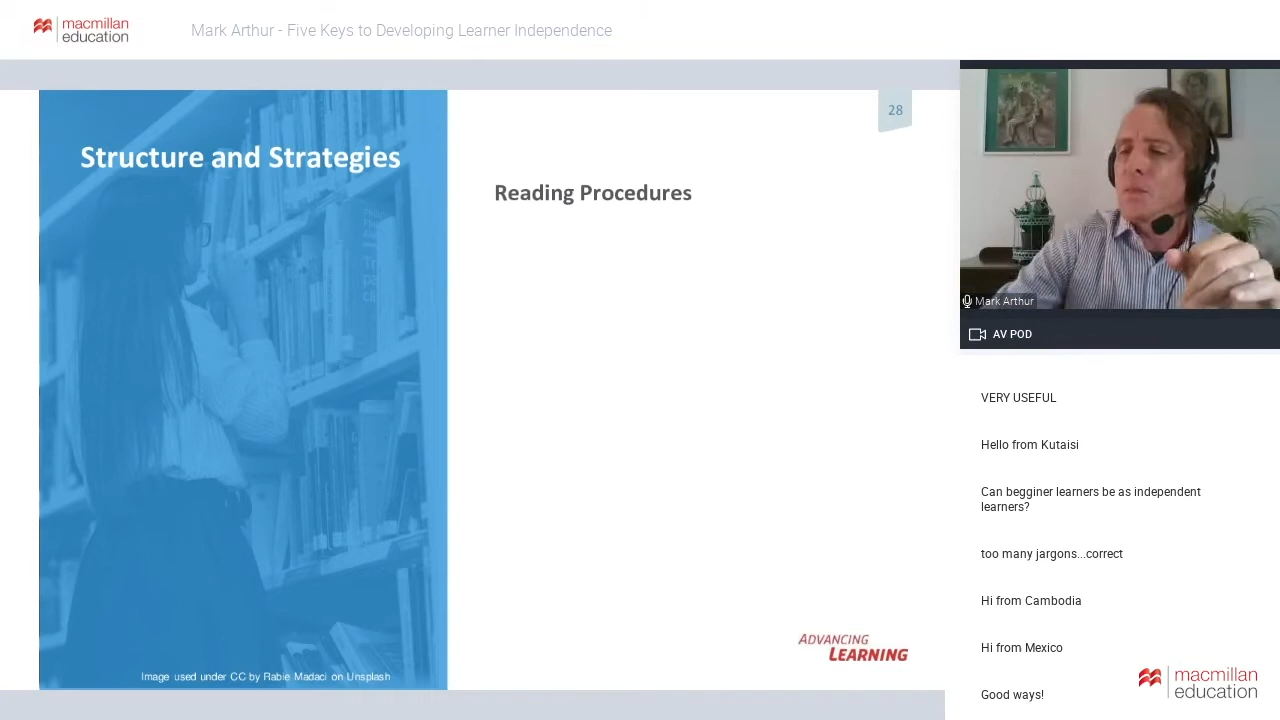 macmillan
education
Mark Arthur - Five Keys to Developing Learner Independence
28
Structure and Strategies
Reading Procedures
Image used under CC by Rabie Madaci on Unsplash
ADVANCING
LEARNING
Mark Arthur
AV POD
VERY USEFUL
Hello from Kutaisi
Can begginer learners be as independent
learners?
too many jargons...correct
Hi from Cambodia
Hi from Mexico
Good ways!
macmillan
education